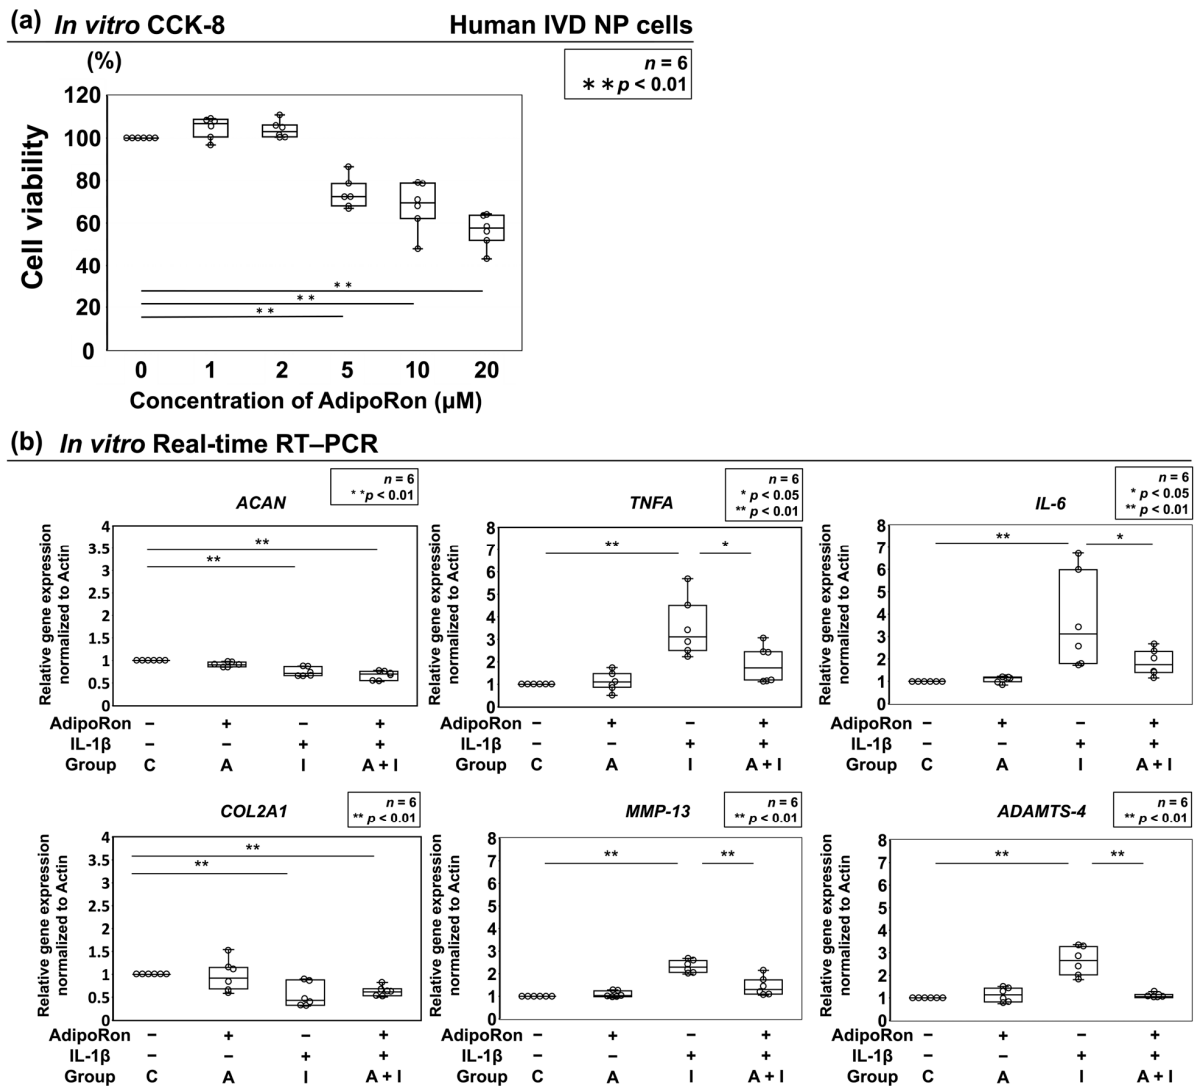 (a) In vitro CCK-8 Human IVD NP cells
n = 6
∗∗p < 0.01
(%)
Cell viability
120
100
80
60
40
20
0
∗∗
∗∗
∗∗
0 1 2 5 10 20
Concentration of AdipoRon (μM)
(b) In vitro Real-time RT–PCR
n = 6
**p < 0.01
ACAN
Relative gene expression
normalized to Actin
4
3.5
3
2.5
2
1.5
1
0.5
0
**
**
AdipoRon – + – +
IL-1β – – + +
Group C A I A + I
n = 6
* p < 0.05
** p < 0.01
TNFA
Relative gene expression
normalized to Actin
8
7
6
5
4
3
2
1
0
** *
– + – +
– – + +
C A I A + I
n = 6
* p < 0.05
** p < 0.01
IL-6
Relative gene expression
normalized to Actin
8
7
6
5
4
3
2
1
0
** *
AdipoRon – + – +
IL-1β – – + +
Group C A I A + I
n = 6
** p < 0.01
COL2A1
Relative gene expression
normalized to Actin
4
3.5
3
2.5
2
1.5
1
0.5
0
**
**
AdipoRon – + – +
IL-1β – – + +
Group C A I A + I
n = 6
** p < 0.01
MMP-13
Relative gene expression
normalized to Actin
8
7
6
5
4
3
2
1
0
** **
AdipoRon – + – +
IL-1β – – + +
Group C A I A + I
n = 6
** p < 0.01
ADAMTS-4
Relative gene expression
normalized to Actin
8
7
6
5
4
3
2
1
0
** **
AdipoRon – + – +
IL-1β – – + +
Group C A I A + I